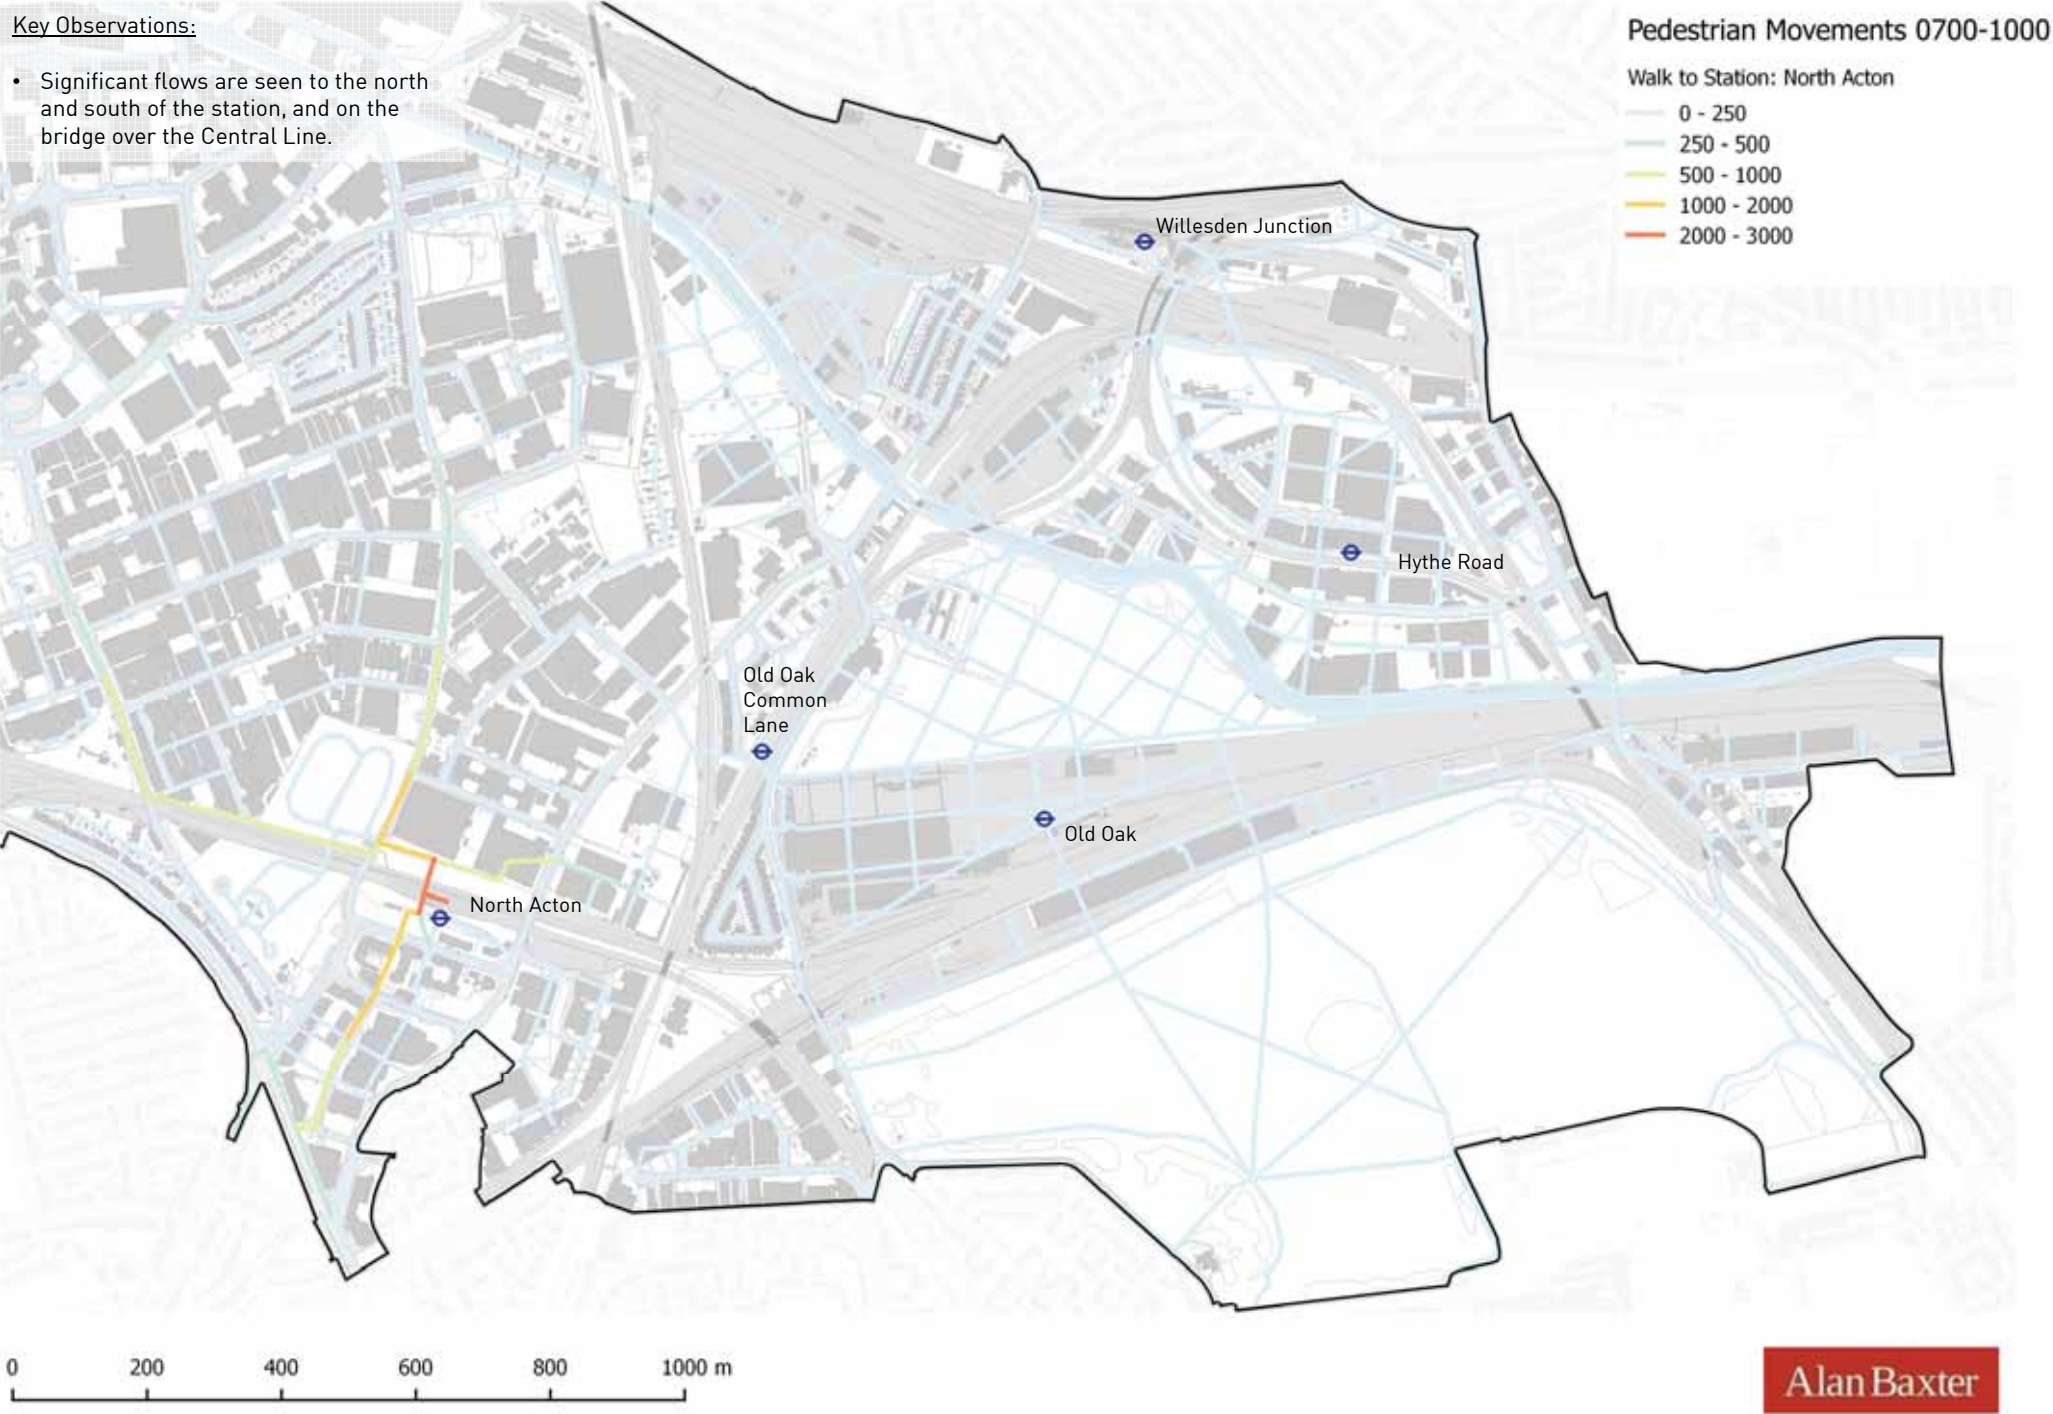 Key Observations:
• Significant flows are seen to the north
and south of the station, and on the
bridge over the Central Line.
Pedestrian Movements 0700-1000
Walk to Station: North Acton
0 - 250
250 - 500
500 - 1000
1000 - 2000
2000 - 3000
Willesden Junction
Hythe Road
Old Oak
Common
Lane
Old Oak
North Acton
0 200 400 600 800 1000 m
Alan Baxter